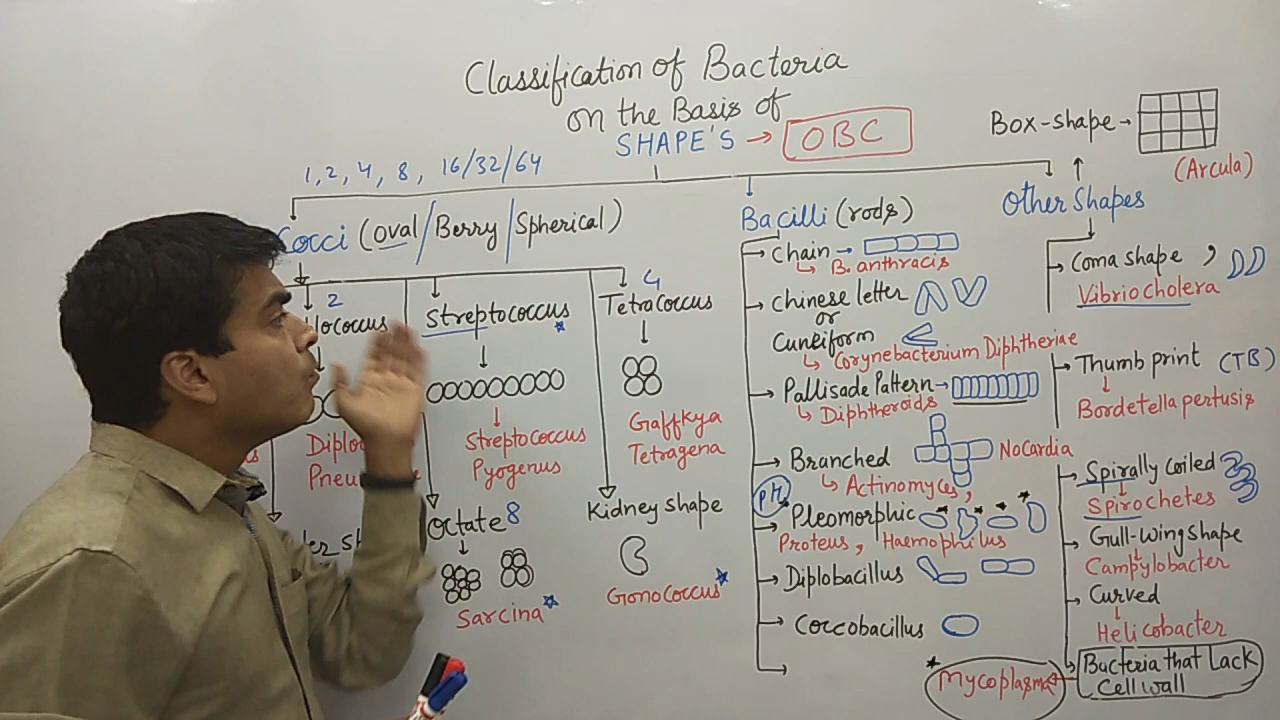 Classification of Bacteria
on the Basis of
SHAPE'S → OBC
1, 2, 4, 8, 16/32/64
Cocci (oval/Berry/Spherical)
2
lococcus
Diplo
Pneu
Streptococcus
Streptococcus
Pyogenus
4
Tetracoccus
Gaffkya
Tetragena
Octate 8
Sarcina
Kidney shape
Gonococcus
Bacilli (rods)
Chain →
B. anthracis
Chinese letter
or
Cuneiform
Corynebacterium Diphtheriae
Pallisade Pattern →
Diphtheroids
Branched
Nocardia
Actinomyces,
PH
Pleomorphic
Proteus, Haemophilus
Diplobacillus
Coccobacillus
Box-shape →
(Arcula)
Other Shapes
Coma shape ,
Vibriocholera
Thumb print (TB)
Bordetella pertusis
Spirally coiled
Spirochetes
Gull-wing shape
Campylobacter
Curved
Helicobacter
Bacteria that Lack
Cell wall
Mycoplasma